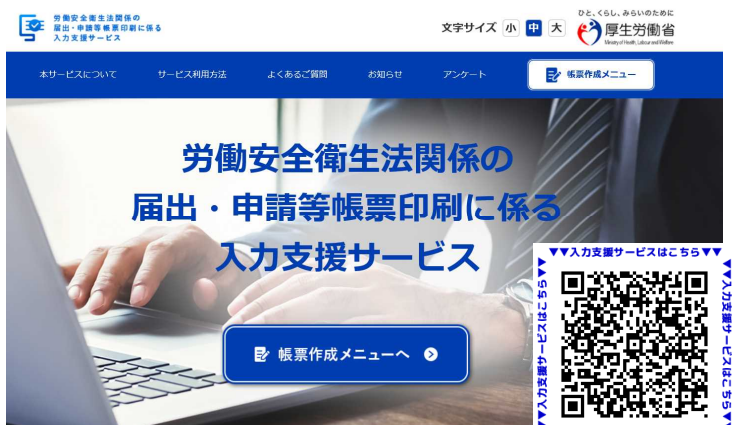 労働安全衛生法関係の
届出・申請等帳票印刷に係る
入力支援サービス
文字サイズ 小 中 大
ひと、くらし、みらいのために
厚生労働省
Ministry of Health, Labour and Welfare
本サービスについて サービス利用方法 よくあるご質問 お知らせ アンケート 帳票作成メニュー
労働安全衛生法関係の
届出・申請等帳票印刷に係る
入力支援サービス
帳票作成メニューへ
▼▼入力支援サービスはこちら▼▼
▼▼入力支援サービスはこちら▼▼
▼▼入力支援サービスはこちら▼▼